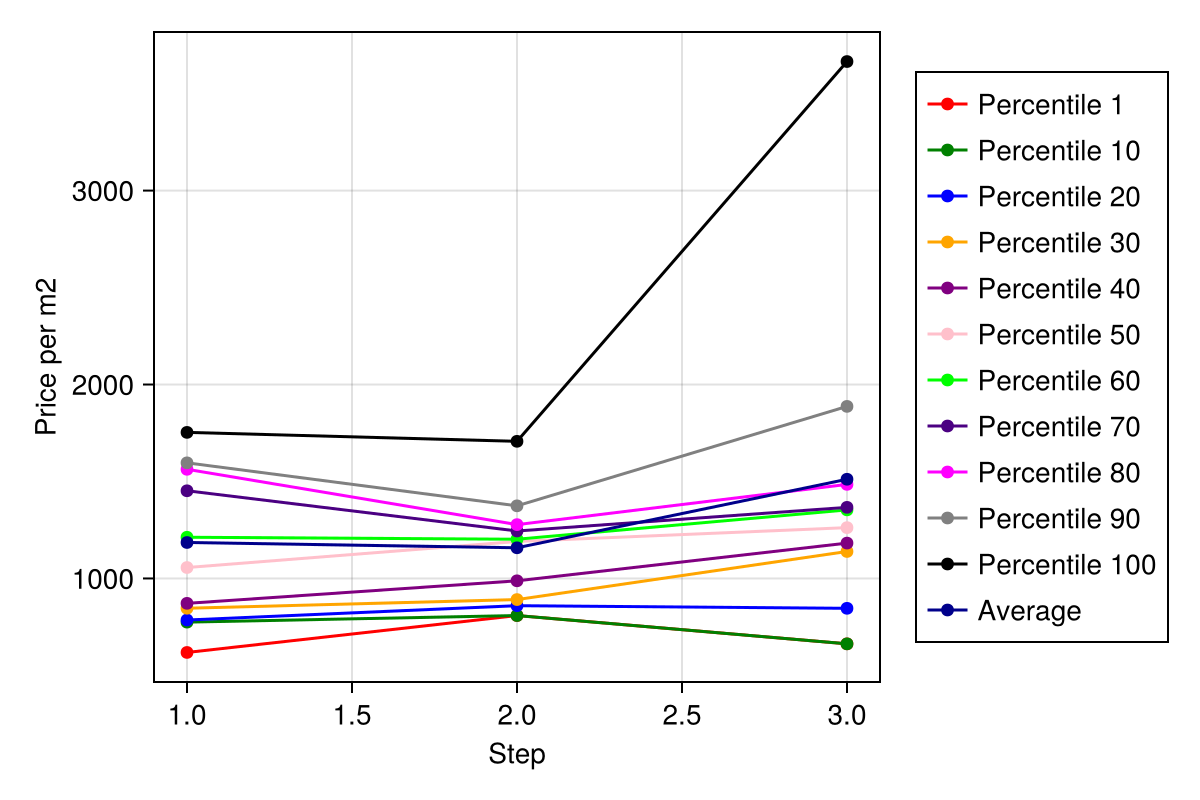 Price per m2
3000
2000
1000
1.0
1.5
2.0
2.5
3.0
Step
Percentile 1
Percentile 10
Percentile 20
Percentile 30
Percentile 40
Percentile 50
Percentile 60
Percentile 70
Percentile 80
Percentile 90
Percentile 100
Average